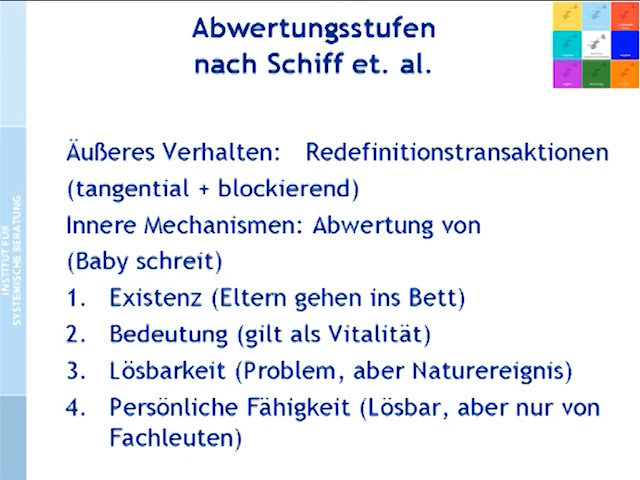 Abwertungsstufen
nach Schiff et. al.
Äußeres Verhalten: Redefinitionstransaktionen
(tangential + blockierend)
Innere Mechanismen: Abwertung von
(Baby schreit)
1. Existenz (Eltern gehen ins Bett)
2. Bedeutung (gilt als Vitalität)
3. Lösbarkeit (Problem, aber Naturereignis)
4. Persönliche Fähigkeit (Lösbar, aber nur von
Fachleuten)
INSTITUT FÜR
SYSTEMISCHE BERATUNG